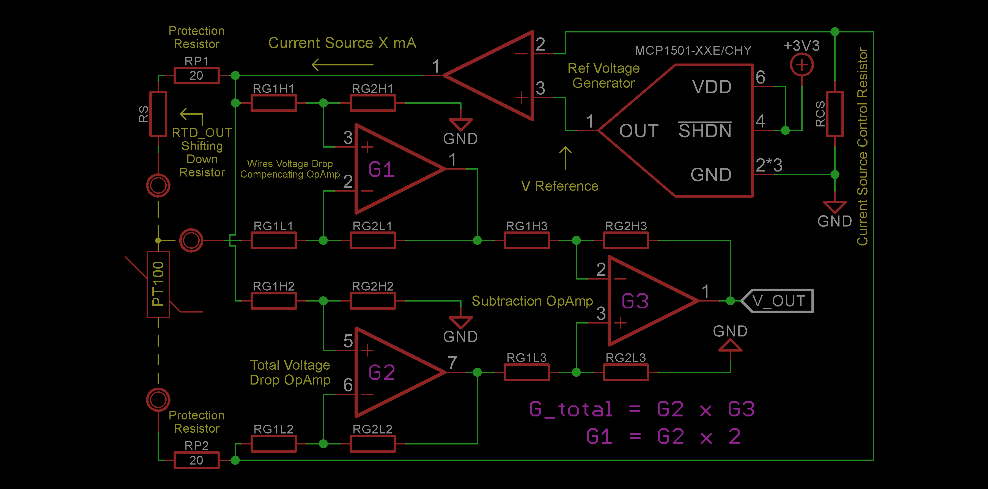 Protection
Resistor
RP1
20
Current Source X mA
1
2
3
Ref Voltage
Generator
MCP1501-XXE/CHY
+3V3
VDD
6
1
OUT
SHDN
4
GND
2*3
V Reference
GND
RCS
Current Source Control Resistor
RS
RTD_OUT
Shifting
Down
Resistor
RG1H1
RG2H1
GND
3
Wires Voltage Drop
Compencating OpAmp
G1
1
2
RG1L1
RG2L1
RG1H3
RG2H3
PT100
RG1H2
RG2H2
GND
Subtraction OpAmp
2
G3
1
3
V_OUT
GND
5
Total Voltage
Drop OpAmp
G2
7
6
RG1L3
RG2L3
Protection
Resistor
RP2
20
RG1L2
RG2L2
G_total = G2 x G3
G1 = G2 x 2